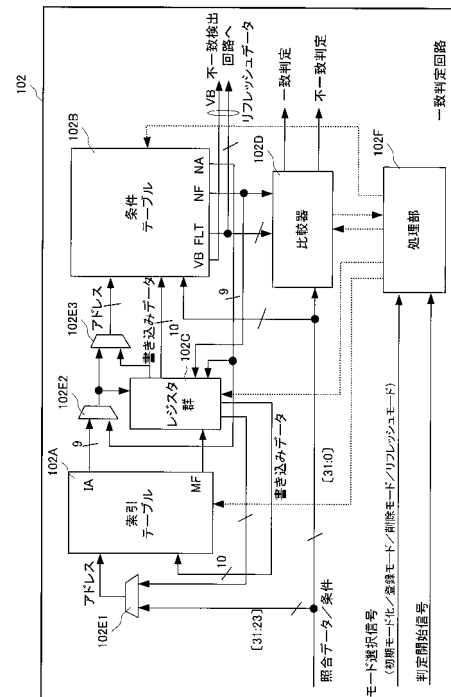 102
一致判定回路
102A
索引
テーブル
IA
MF
アドレス
102E1
[31:23]
9
10
102E2
102E3
アドレス
書き込みデータ
10
102C
レジスタ
群
書き込みデータ
102B
条件
テーブル
VB
FLT
NF
NA
9
VB
不一致検出
回路へ
リフレッシュデータ
102D
比較器
一致判定
不一致判定
102F
処理部
[31:0]
照合データ/条件
モード選択信号
(初期モード化/登録モード/削除モード/リフレッシュモード)
判定開始信号